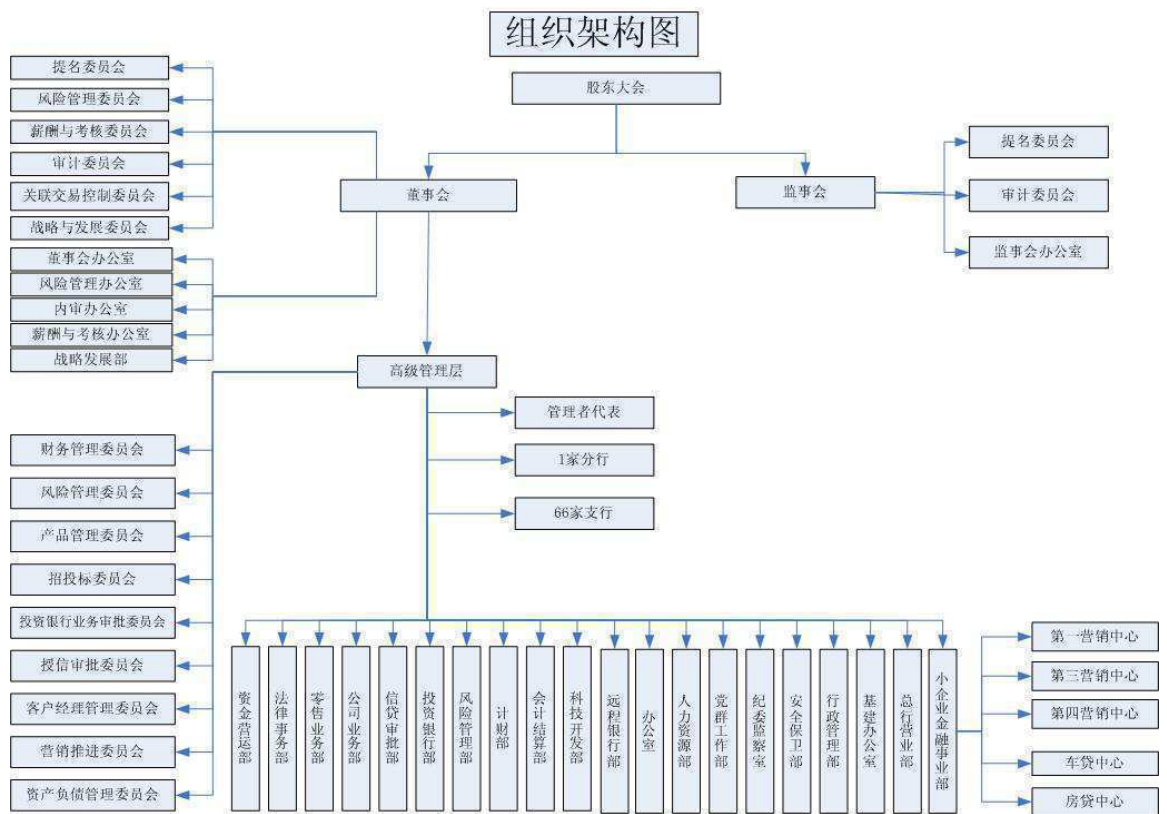 组织架构图
股东大会
董事会
监事会
提名委员会
风险管理委员会
薪酬与考核委员会
审计委员会
关联交易控制委员会
战略与发展委员会
董事会办公室
风险管理办公室
内审办公室
薪酬与考核办公室
战略发展部
提名委员会
审计委员会
监事会办公室
高级管理层
管理者代表
1家分行
66家支行
财务管理委员会
风险管理委员会
产品管理委员会
招投标委员会
投资银行业务审批委员会
授信审批委员会
客户经理管理委员会
营销推进委员会
资产负债管理委员会
资金营运部
法律事务部
零售业务部
公司业务部
信贷审批部
投资银行部
风险管理部
计财部
会计结算部
科技开发部
远程银行部
办公室
人力资源部
党群工作部
纪委监察室
安全保卫部
行政管理部
基建办公室
总行营业部
小企业金融事业部
第一营销中心
第三营销中心
第四营销中心
车贷中心
房贷中心